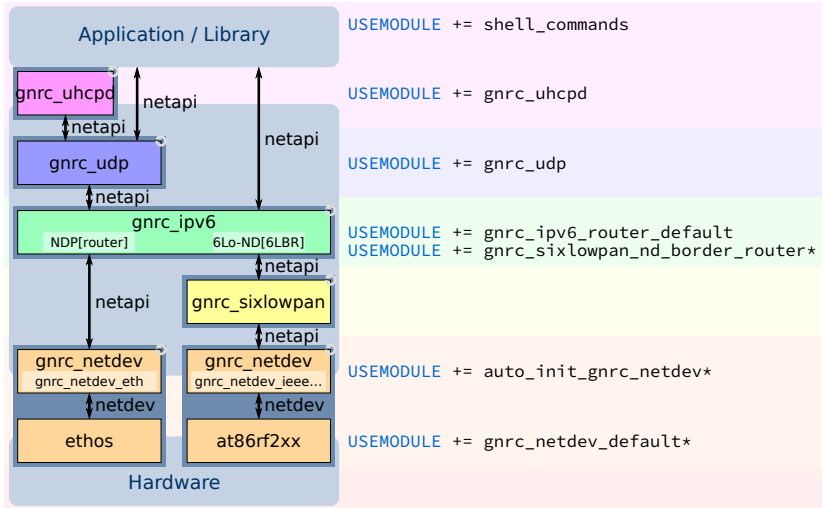 Application / Library
USEMODULE += shell_commands
gnrc_uhcpd
netapi
USEMODULE += gnrc_uhcpd
netapi
netapi
gnrc_udp
USEMODULE += gnrc_udp
netapi
gnrc_ipv6
NDP[router]
6Lo-ND[6LBR]
USEMODULE += gnrc_ipv6_router_default
USEMODULE += gnrc_sixlowpan_nd_border_router*
netapi
netapi
gnrc_sixlowpan
netapi
gnrc_netdev
gnrc_netdev_eth
gnrc_netdev
gnrc_netdev_ieee...
USEMODULE += auto_init_gnrc_netdev*
netdev
netdev
ethos
at86rf2xx
USEMODULE += gnrc_netdev_default*
Hardware